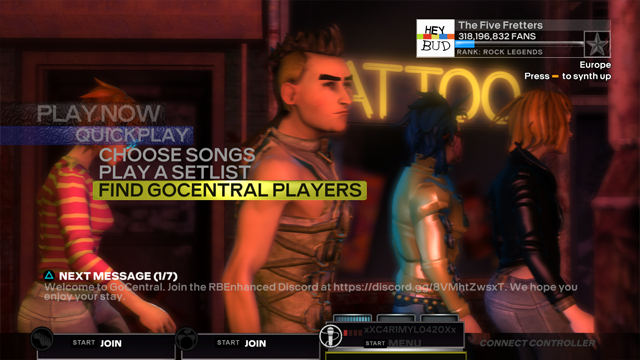 HEY
BUD
The Five Fretters
318,196,832 FANS
RANK: ROCK LEGENDS
Europe
Press to synth up
TATTOO
PLAY NOW
QUICKPLAY
CHOOSE SONGS
PLAY A SETLIST
FIND GOCENTRAL PLAYERS
NEXT MESSAGE (1/7)
Welcome to GoCentral. Join the RBEnhanced Discord at https://discord.gg/8VMhtZwsxT. We hope
you enjoy your stay.
START JOIN
START JOIN
xXC4RIMYL0420Xx
START MENU
CONNECT CONTROLLER